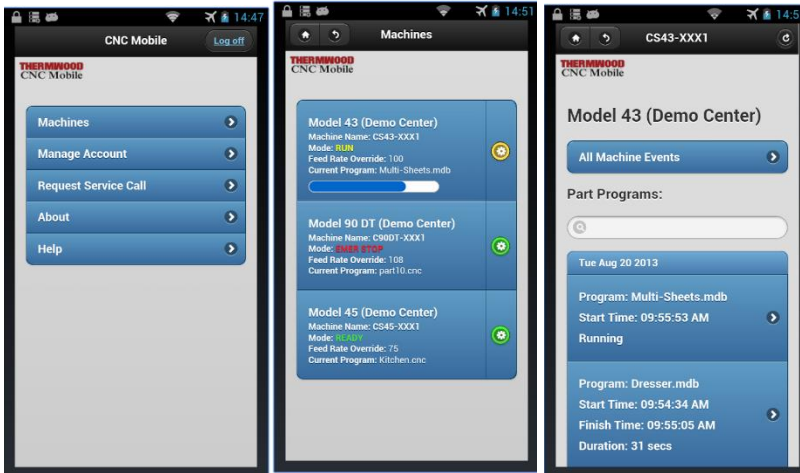 14:47
CNC Mobile
Log off
THERMWOOD
CNC Mobile
Machines
Manage Account
Request Service Call
About
Help
14:51
Machines
THERMWOOD
CNC Mobile
Model 43 (Demo Center)
Machine Name: CS43-XXX1
Mode: RUN
Feed Rate Override: 100
Current Program: Multi-Sheets.mdb
Model 90 DT (Demo Center)
Machine Name: C90DT-XXX1
Mode: EMER STOP
Feed Rate Override: 108
Current Program: part10.cnc
Model 45 (Demo Center)
Machine Name: CS45-XXX1
Mode: READY
Feed Rate Override: 75
Current Program: Kitchen.cnc
CS43-XXX1
THERMWOOD
CNC Mobile
Model 43 (Demo Center)
All Machine Events
Part Programs:
Tue Aug 20 2013
Program: Multi-Sheets.mdb
Start Time: 09:55:53 AM
Running
Program: Dresser.mdb
Start Time: 09:54:34 AM
Finish Time: 09:55:05 AM
Duration: 31 secs